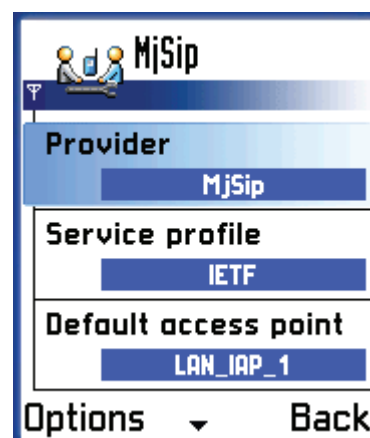 MjSip
Provider
MjSip
Service profile
IETF
Default access point
LAN_IAP_1
Options Back